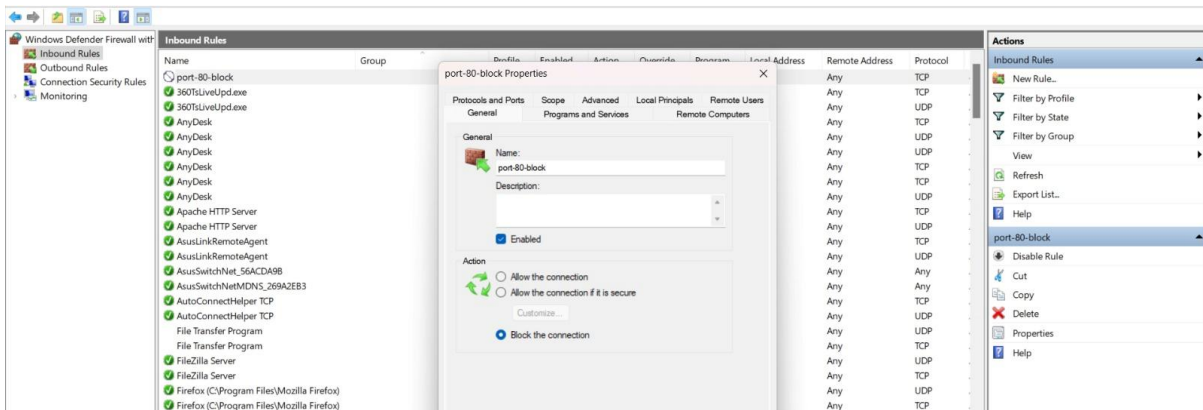 Windows Defender Firewall with
Inbound Rules
Outbound Rules
Connection Security Rules
Monitoring
Inbound Rules
Name Group Profile Enabled Action Override Program Local Address Remote Address Protocol
port-80-block Any TCP
360TsLiveUpd.exe Any TCP
360TsLiveUpd.exe Any UDP
AnyDesk Any TCP
AnyDesk Any UDP
AnyDesk Any UDP
AnyDesk Any TCP
AnyDesk Any UDP
Apache HTTP Server Any TCP
Apache HTTP Server Any UDP
AsusLinkRemoteAgent Any TCP
AsusLinkRemoteAgent Any UDP
AsusSwitchNet_56ACDA9B Any Any
AsusSwitchNetMDNS_269A2EB3 Any Any
AutoConnectHelper TCP Any TCP
AutoConnectHelper TCP Any UDP
File Transfer Program Any UDP
File Transfer Program Any TCP
FileZilla Server Any UDP
FileZilla Server Any TCP
Firefox (C:\Program Files\Mozilla Firefox) Any UDP
Firefox (C:\Program Files\Mozilla Firefox) Any TCP
port-80-block Properties
Protocols and Ports Scope Advanced Local Principals Remote Users
General Programs and Services Remote Computers
General
Name:
port-80-block
Description:
Enabled
Action
Allow the connection
Allow the connection if it is secure
Customize...
Block the connection
Actions
Inbound Rules
New Rule...
Filter by Profile
Filter by State
Filter by Group
View
Refresh
Export List...
Help
port-80-block
Disable Rule
Cut
Copy
Delete
Properties
Help